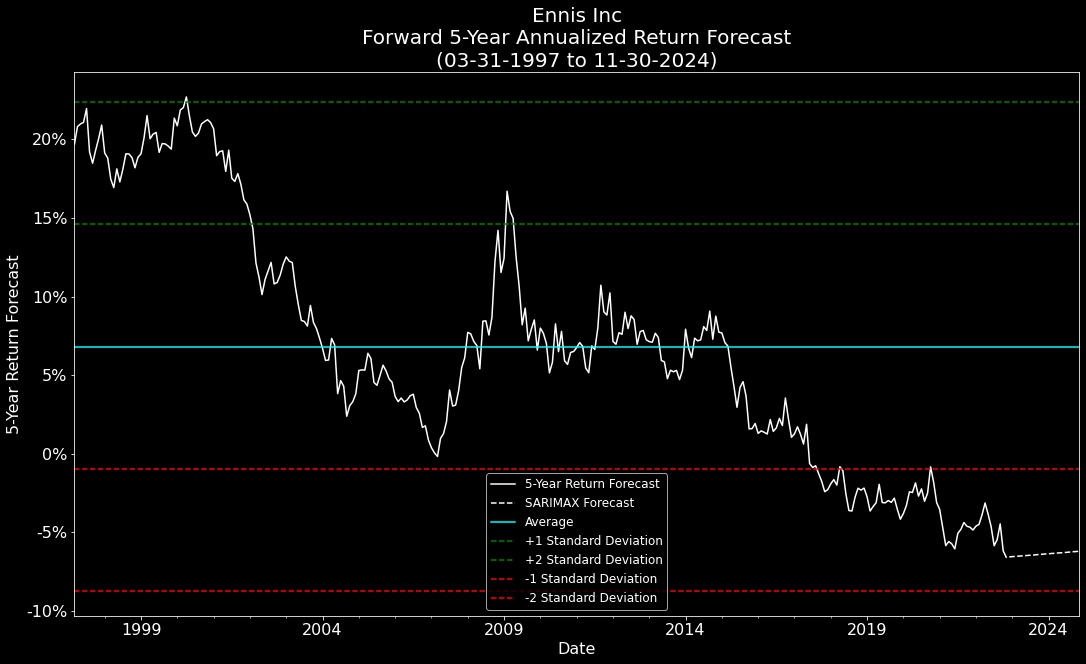 Ennis Inc
Forward 5-Year Annualized Return Forecast
(03-31-1997 to 11-30-2024)
5-Year Return Forecast
20%
15%
10%
5%
0%
-5%
-10%
5-Year Return Forecast
SARIMAX Forecast
Average
+1 Standard Deviation
+2 Standard Deviation
-1 Standard Deviation
-2 Standard Deviation
1999 2004 2009 2014 2019 2024
Date